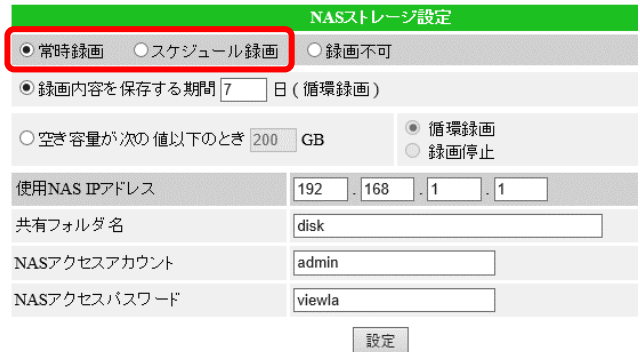 NASストレージ設定
常時録画 スケジュール録画 録画不可
録画内容を保存する期間 7 日 ( 循環録画 )
空き容量が次の値以下のとき 200 GB
循環録画
録画停止
使用NAS IPアドレス 192 . 168 . 1 . 1
共有フォルダ名 disk
NASアクセスアカウント admin
NASアクセスパスワード viewla
設定